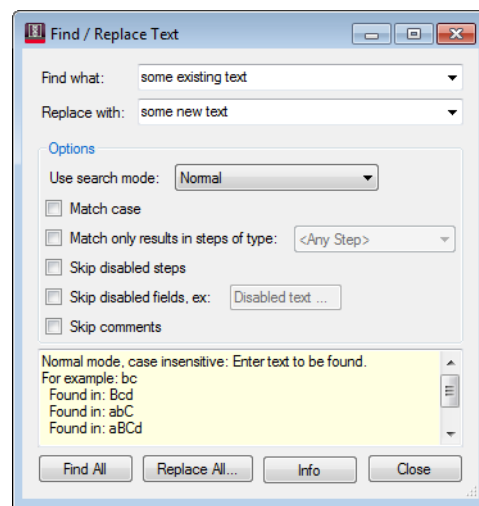 Find / Replace Text
Find what: some existing text
Replace with: some new text
Options
Use search mode: Normal
Match case
Match only results in steps of type: <Any Step>
Skip disabled steps
Skip disabled fields, ex: Disabled text ...
Skip comments
Normal mode, case insensitive: Enter text to be found.
For example: bc
Found in: Bcd
Found in: abC
Found in: aBCd
Find All Replace All... Info Close